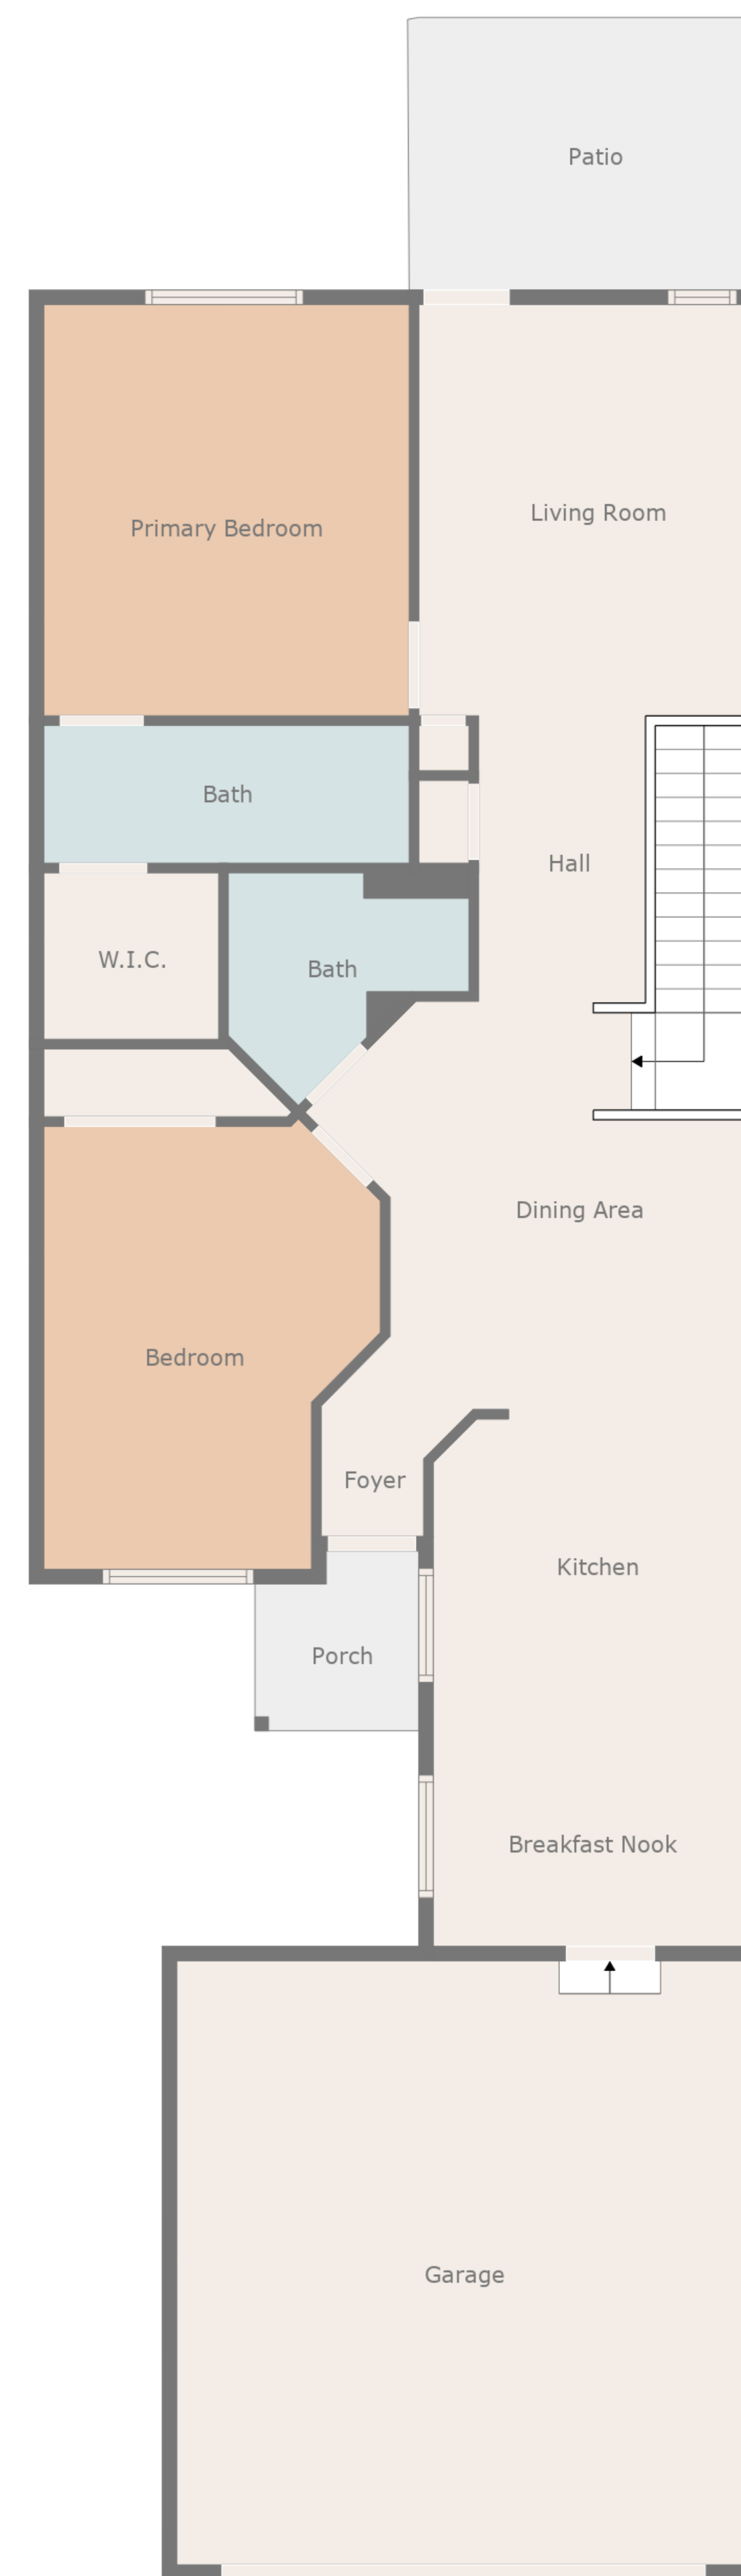 Patio
Living Room
Primary Bedroom
Bath
Hall
W.I.C.
Bath
Dining Area
Bedroom
Foyer
Kitchen
Porch
Breakfast Nook
Garage